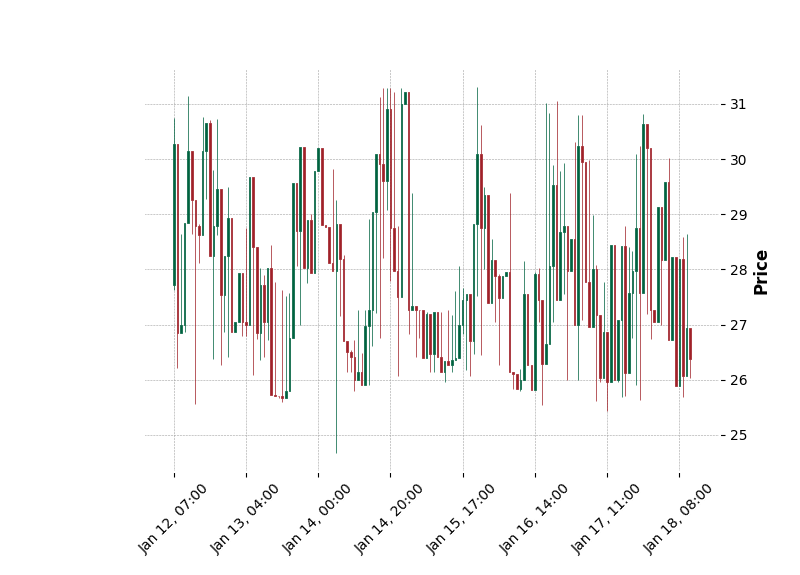 31
30
29
28
27
26
25
Price
Jan 12, 07:00
Jan 13, 04:00
Jan 14, 00:00
Jan 14, 20:00
Jan 15, 17:00
Jan 16, 14:00
Jan 17, 11:00
Jan 18, 08:00